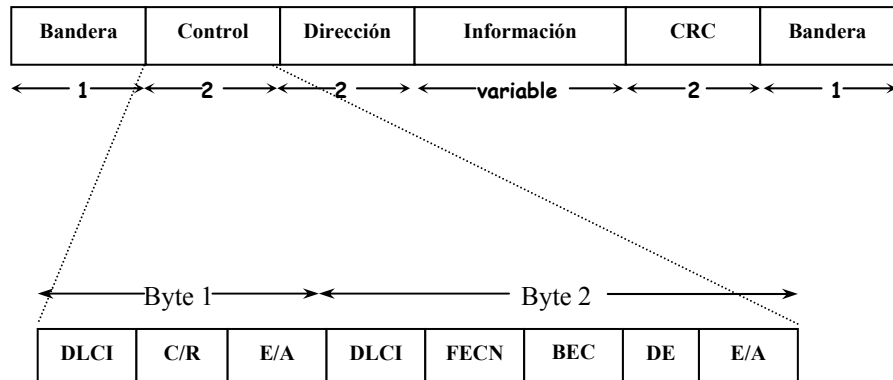 Bandera Control Dirección Información CRC Bandera
1 2 2 variable 2 1
Byte 1 Byte 2
DLCI C/R E/A DLCI FECN BEC DE E/A